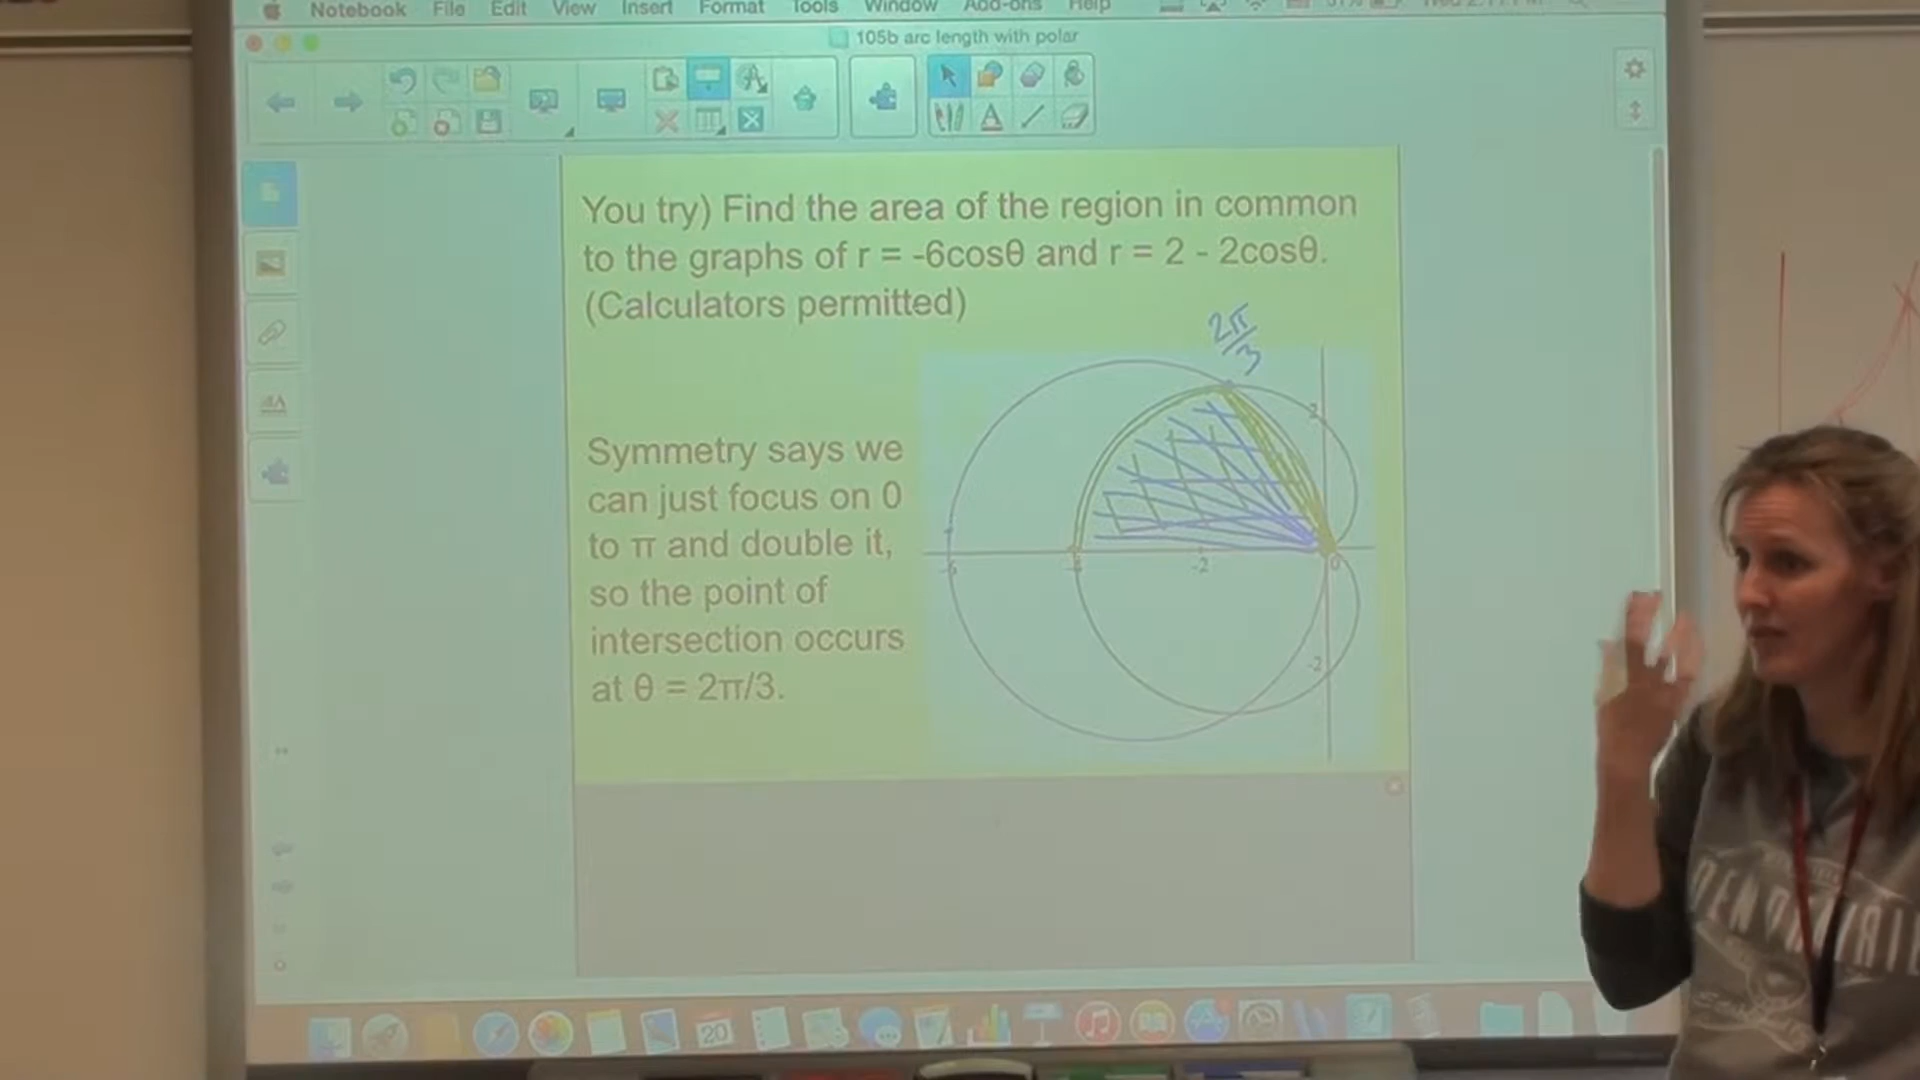 Notebook File Edit View Insert Format Tools Window Add-ons Help
105b arc length with polar
You try) Find the area of the region in common
to the graphs of r = -6cosθ and r = 2 - 2cosθ.
(Calculators permitted)
2π/3
Symmetry says we
can just focus on 0
to π and double it,
so the point of
intersection occurs
at θ = 2π/3.
2
-2
0
-2
20